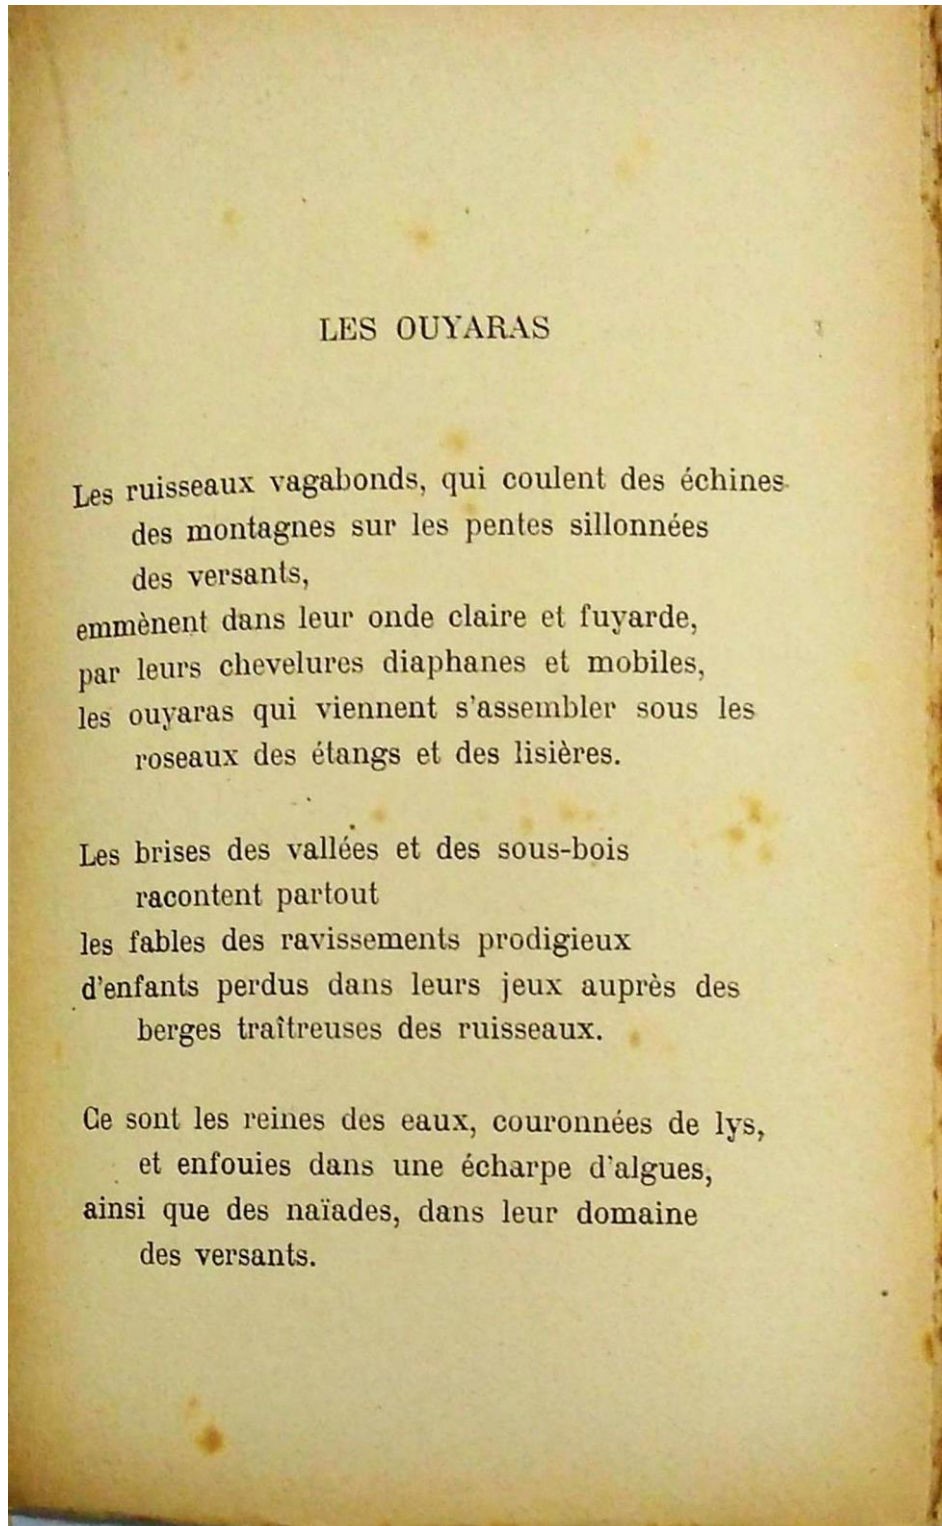 LES OUYARAS
Les ruisseaux vagabonds, qui coulent des échines
des montagnes sur les pentes sillonnées
des versants,
emmènent dans leur onde claire et fuyarde,
par leurs chevelures diaphanes et mobiles,
les ouyaras qui viennent s'assembler sous les
roseaux des étangs et des lisières.
Les brises des vallées et des sous-bois
racontent partout
les fables des ravissements prodigieux
d'enfants perdus dans leurs jeux auprès des
berges traîtreuses des ruisseaux.
Ce sont les reines des eaux, couronnées de lys,
et enfouies dans une écharpe d'algues,
ainsi que des naïades, dans leur domaine
des versants.